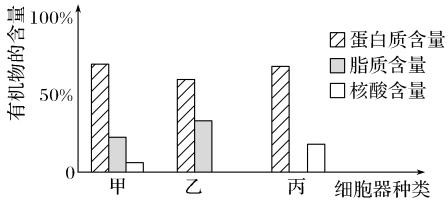 有机物的含量
100%
50%
0
蛋白质含量
脂质含量
核酸含量
甲
乙
丙
细胞器种类